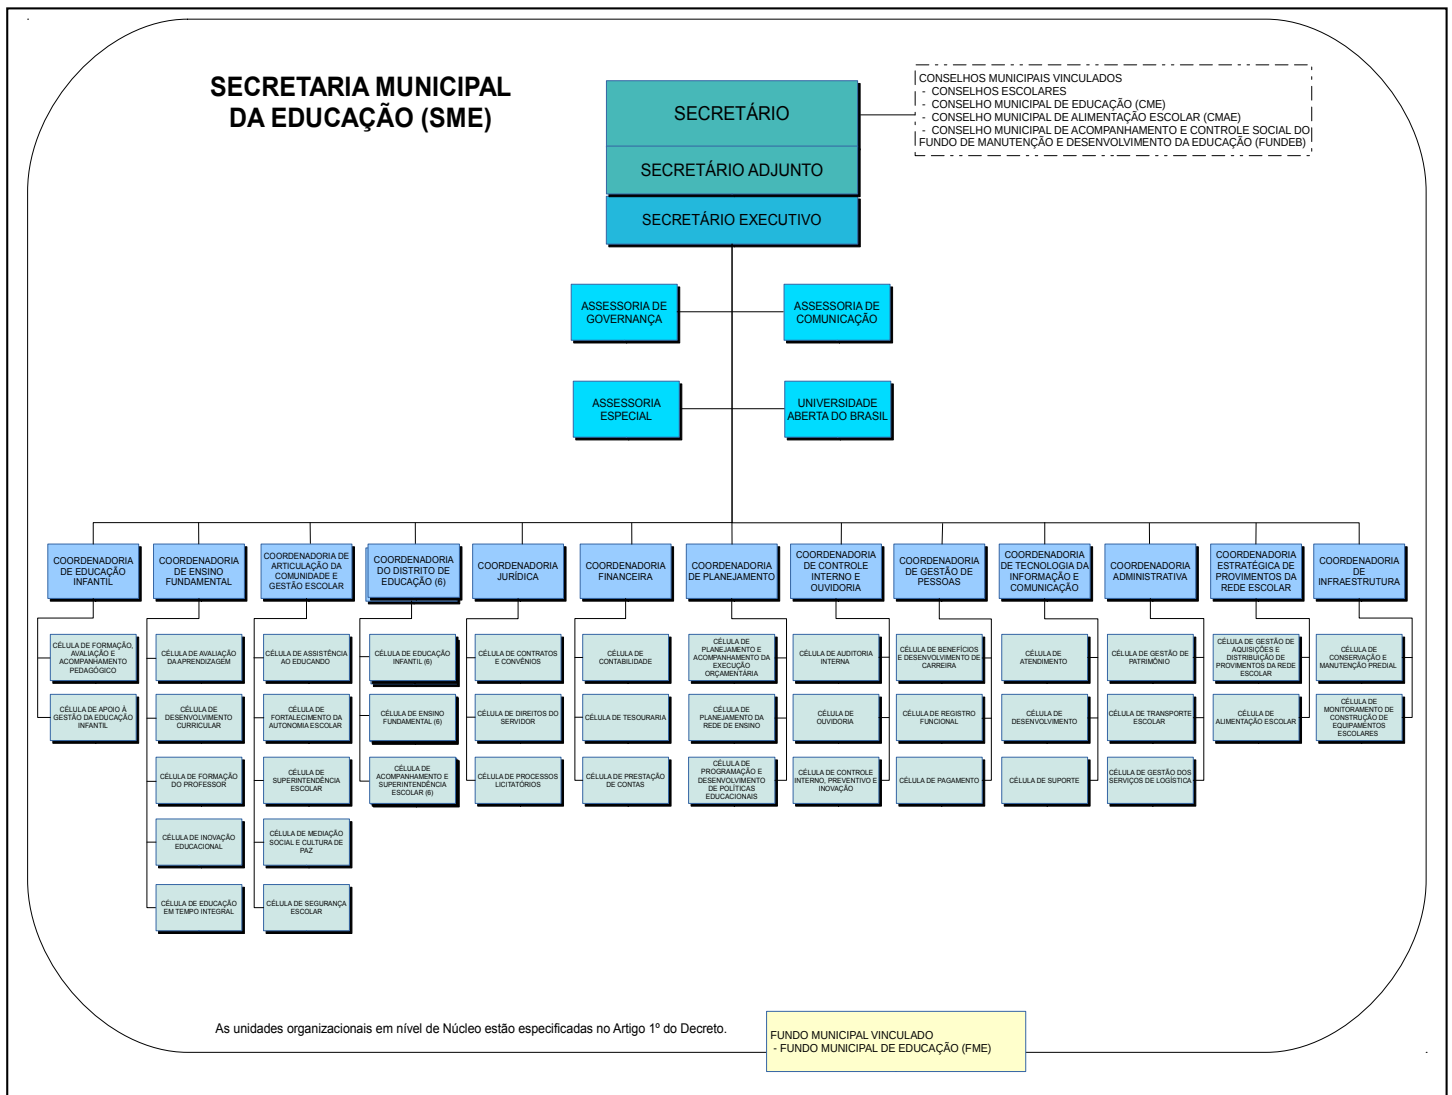 SECRETARIA MUNICIPAL
DA EDUCAÇÃO (SME)
SECRETÁRIO
SECRETÁRIO ADJUNTO
SECRETÁRIO EXECUTIVO
CONSELHOS MUNICIPAIS VINCULADOS
- CONSELHOS ESCOLARES
- CONSELHO MUNICIPAL DE EDUCAÇÃO (CME)
- CONSELHO MUNICIPAL DE ALIMENTAÇÃO ESCOLAR (CMAE)
- CONSELHO MUNICIPAL DE ACOMPANHAMENTO E CONTROLE SOCIAL DO
FUNDO DE MANUTENÇÃO E DESENVOLVIMENTO DA EDUCAÇÃO (FUNDEB)
ASSESSORIA DE
GOVERNANÇA
ASSESSORIA DE
COMUNICAÇÃO
ASSESSORIA
ESPECIAL
UNIVERSIDADE
ABERTA DO BRASIL
COORDENADORIA
DE EDUCAÇÃO
INFANTIL
COORDENADORIA
DE ENSINO
FUNDAMENTAL
COORDENADORIA DE
ARTICULAÇÃO DA
COMUNIDADE E
GESTÃO ESCOLAR
COORDENADORIA
DO DISTRITO DE
EDUCAÇÃO (6)
COORDENADORIA
JURÍDICA
COORDENADORIA
FINANCEIRA
COORDENADORIA
DE PLANEJAMENTO
COORDENADORIA
DE CONTROLE
INTERNO E
OUVIDORIA
COORDENADORIA
DE GESTÃO DE
PESSOAS
COORDENADORIA
DE TECNOLOGIA DA
INFORMAÇÃO E
COMUNICAÇÃO
COORDENADORIA
ADMINISTRATIVA
COORDENADORIA
ESTRATÉGICA DE
PROVIMENTOS DA
REDE ESCOLAR
COORDENADORIA
DE
INFRAESTRUTURA
CÉLULA DE FORMAÇÃO,
AVALIAÇÃO E
ACOMPANHAMENTO
PEDAGÓGICO
CÉLULA DE AVALIAÇÃO
DA APRENDIZAGEM
CÉLULA DE ASSISTÊNCIA
AO EDUCANDO
CÉLULA DE EDUCAÇÃO
INFANTIL (6)
CÉLULA DE CONTRATOS
E CONVÊNIOS
CÉLULA DE
CONTABILIDADE
CÉLULA DE
PLANEJAMENTO E
ACOMPANHAMENTO DA
EXECUÇÃO
ORÇAMENTÁRIA
CÉLULA DE AUDITORIA
INTERNA
CÉLULA DE BENEFÍCIOS
E DESENVOLVIMENTO DE
CARREIRA
CÉLULA DE
ATENDIMENTO
CÉLULA DE GESTÃO DE
PATRIMÔNIO
CÉLULA DE GESTÃO DE
AQUISIÇÕES E
DISTRIBUIÇÃO DE
PROVIMENTOS DA REDE
ESCOLAR
CÉLULA DE
CONSERVAÇÃO E
MANUTENÇÃO PREDIAL
CÉLULA DE APOIO À
GESTÃO DA EDUCAÇÃO
INFANTIL
CÉLULA DE
DESENVOLVIMENTO
CURRICULAR
CÉLULA DE
FORTALECIMENTO DA
AUTONOMIA ESCOLAR
CÉLULA DE ENSINO
FUNDAMENTAL (6)
CÉLULA DE DIREITOS DO
SERVIDOR
CÉLULA DE TESOURARIA
CÉLULA DE
PLANEJAMENTO DA
REDE DE ENSINO
CÉLULA DE
OUVIDORIA
CÉLULA DE REGISTRO
FUNCIONAL
CÉLULA DE
DESENVOLVIMENTO
CÉLULA DE TRANSPORTE
ESCOLAR
CÉLULA DE
ALIMENTAÇÃO ESCOLAR
CÉLULA DE
MONITORAMENTO DE
CONSTRUÇÃO DE
EQUIPAMENTOS
ESCOLARES
CÉLULA DE FORMAÇÃO
DO PROFESSOR
CÉLULA DE
SUPERINTENDÊNCIA
ESCOLAR
CÉLULA DE
ACOMPANHAMENTO E
SUPERINTENDÊNCIA
ESCOLAR (6)
CÉLULA DE PROCESSOS
LICITATÓRIOS
CÉLULA DE PRESTAÇÃO
DE CONTAS
CÉLULA DE
PROGRAMAÇÃO E
DESENVOLVIMENTO
DE POLÍTICAS
EDUCACIONAIS
CÉLULA DE CONTROLE
INTERNO, PREVENTIVO E
INOVAÇÃO
CÉLULA DE PAGAMENTO
CÉLULA DE SUPORTE
CÉLULA DE GESTÃO DOS
SERVIÇOS DE LOGÍSTICA
CÉLULA DE INOVAÇÃO
EDUCACIONAL
CÉLULA DE MEDIAÇÃO
SOCIAL E CULTURA DE
PAZ
CÉLULA DE EDUCAÇÃO
EM TEMPO INTEGRAL
CÉLULA DE SEGURANÇA
ESCOLAR
As unidades organizacionais em nível de Núcleo estão especificadas no Artigo 1º do Decreto.
FUNDO MUNICIPAL VINCULADO
- FUNDO MUNICIPAL DE EDUCAÇÃO (FME)